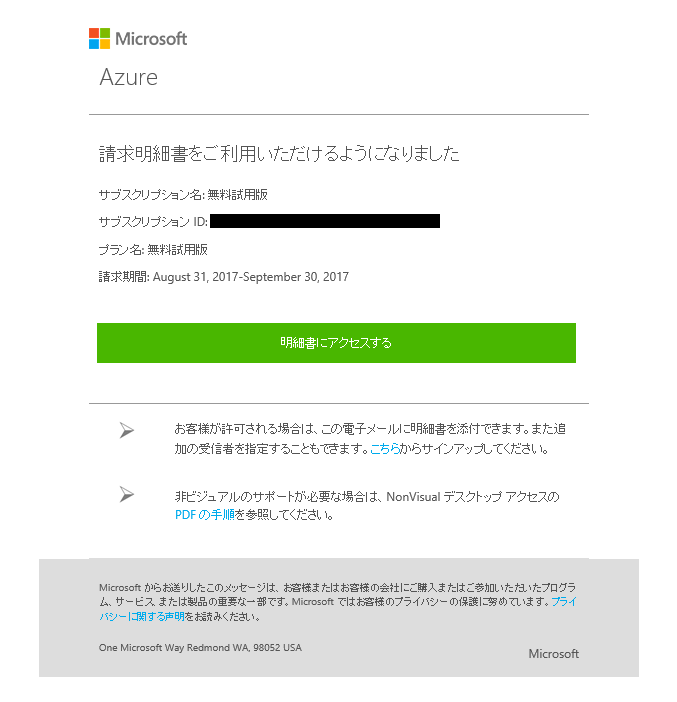 Microsoft
Azure
請求明細書をご利用いただけるようになりました
サブスクリプション名: 無料試用版
サブスクリプション ID:
プラン名: 無料試用版
請求期間: August 31, 2017-September 30, 2017
明細書にアクセスする
お客様が許可される場合は、この電子メールに明細書を添付できます。また追
加の受信者を指定することもできます。こちらからサインアップしてください。
非ビジュアルのサポートが必要な場合は、NonVisual デスクトップ アクセスの
PDF の手順を参照してください。
Microsoft からお送りしたこのメッセージは、お客様またはお客様の会社にご購入またはご参加いただいたプログラ
ム、サービス、または製品の重要な一部です。Microsoft ではお客様のプライバシーの保護に努めています。プライ
バシーに関する声明をお読みください。
One Microsoft Way Redmond WA, 98052 USA
Microsoft